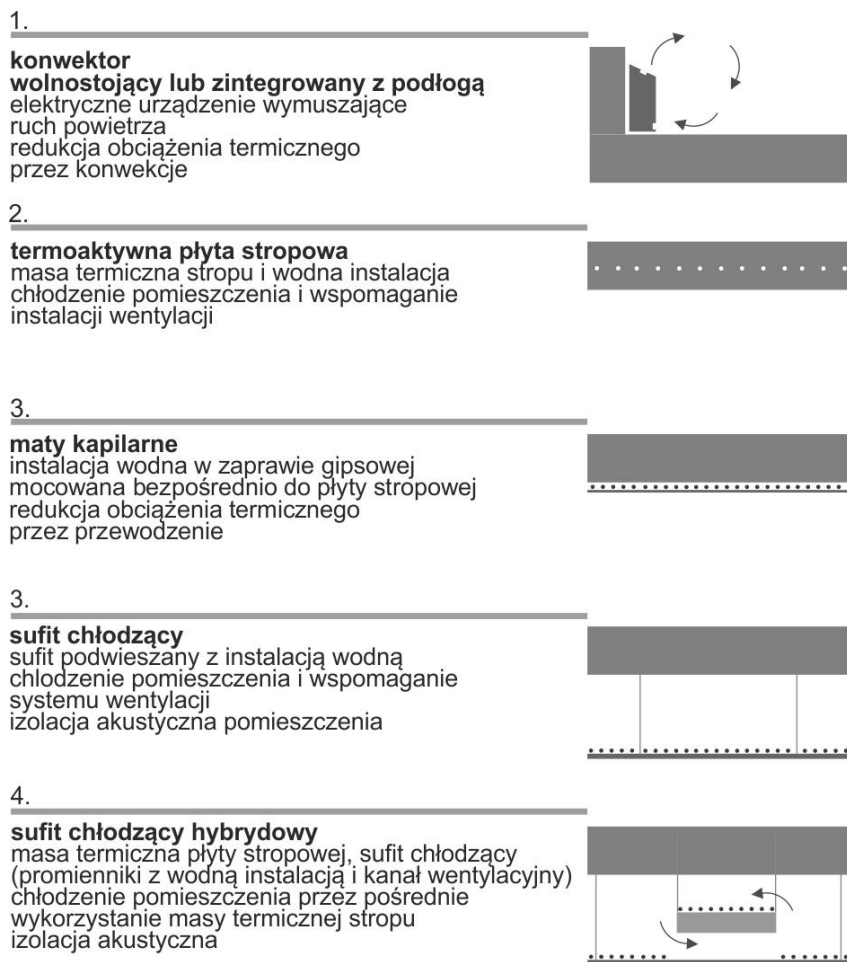 1.
konwektor
wolnostojący lub zintegrowany z podłogą
elektryczne urządzenie wymuszające
ruch powietrza
redukcja obciążenia termicznego
przez konwekcje
2.
termoaktywna płyta stropowa
masa termiczna stropu i wodna instalacja
chłodzenie pomieszczenia i wspomaganie
instalacji wentylacji
3.
maty kapilarne
instalacja wodna w zaprawie gipsowej
mocowana bezpośrednio do płyty stropowej
redukcja obciążenia termicznego
przez przewodzenie
3.
sufit chłodzący
sufit podwieszany z instalacją wodną
chlodzenie pomieszczenia i wspomaganie
systemu wentylacji
izolacja akustyczna pomieszczenia
4.
sufit chłodzący hybrydowy
masa termiczna płyty stropowej, sufit chłodzący
(promienniki z wodną instalacją i kanał wentylacyjny)
chłodzenie pomieszczenia przez pośrednie
wykorzystanie masy termicznej stropu
izolacja akustyczna